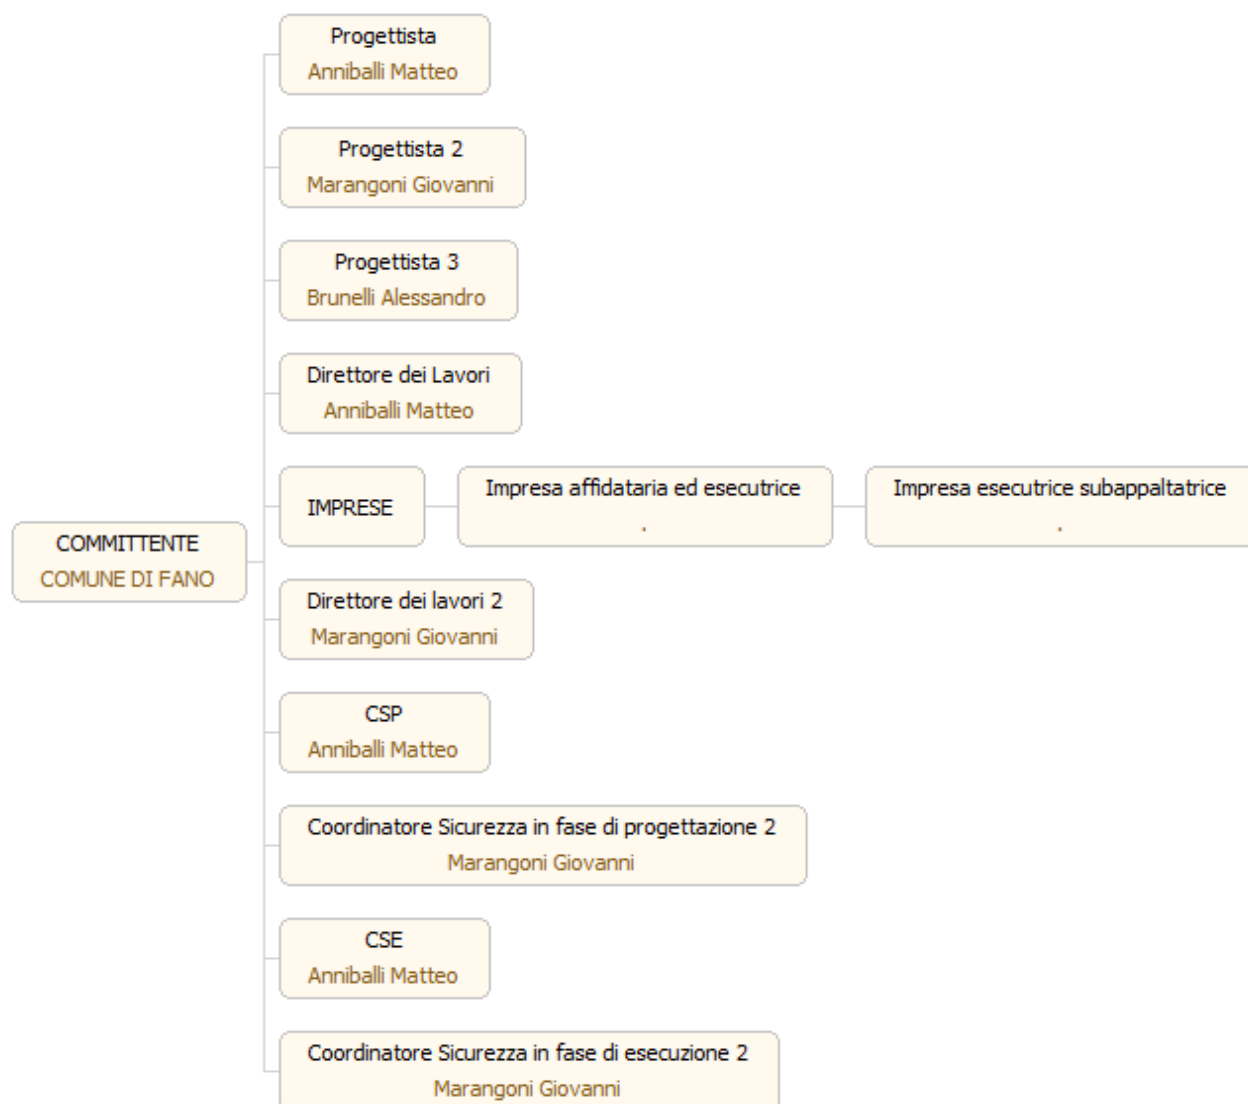 Progettista
Anniballi Matteo
Progettista 2
Marangoni Giovanni
Progettista 3
Brunelli Alessandro
Direttore dei Lavori
Anniballi Matteo
IMPRESE
Impresa affidataria ed esecutrice
.
Impresa esecutrice subappaltatrice
.
COMMITTENTE
COMUNE DI FANO
Direttore dei lavori 2
Marangoni Giovanni
CSP
Anniballi Matteo
Coordinatore Sicurezza in fase di progettazione 2
Marangoni Giovanni
CSE
Anniballi Matteo
Coordinatore Sicurezza in fase di esecuzione 2
Marangoni Giovanni